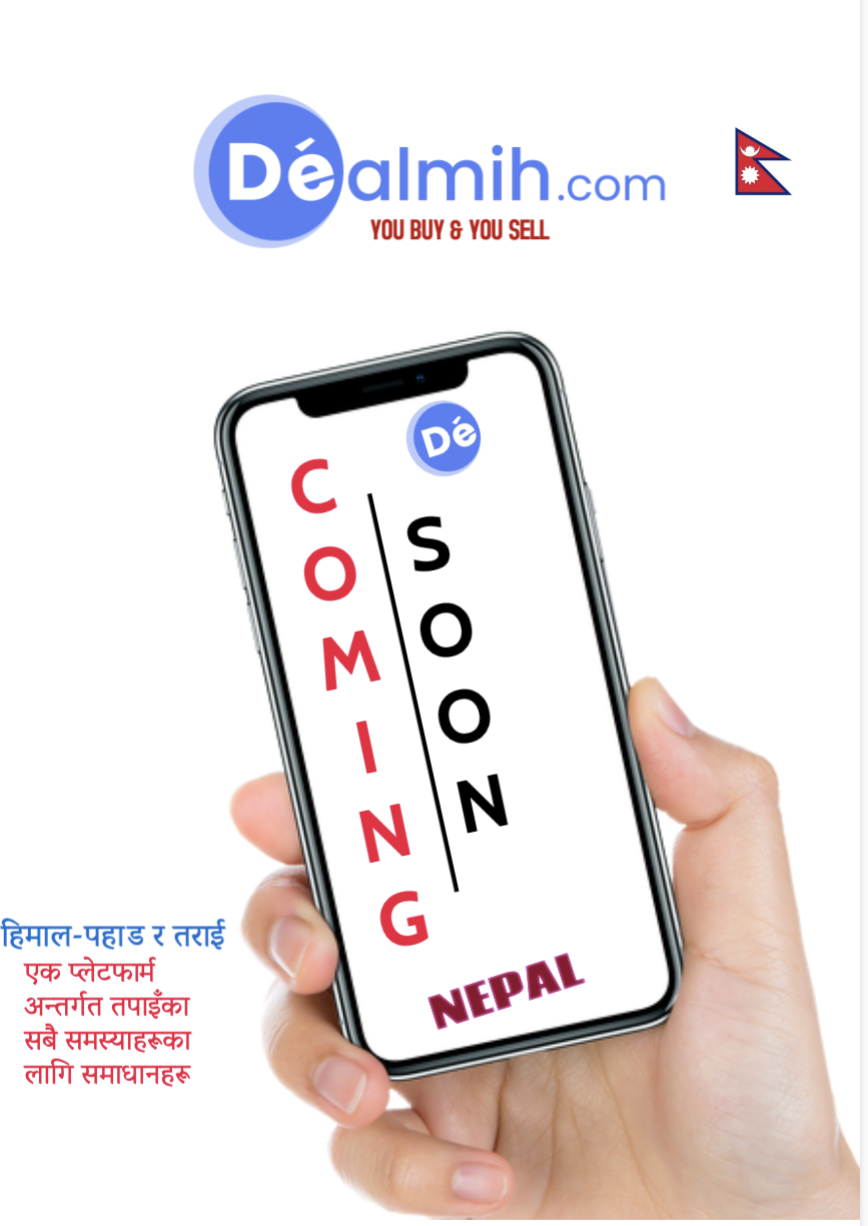 Déalmih.com
YOU BUY & YOU SELL
Dé
COMING
SOON
NEPAL
हिमाल-पहाड र तराई
एक प्लेटफार्म
अन्तर्गत तपाइँका
सबै समस्याहरूका
लागि समाधानहरू